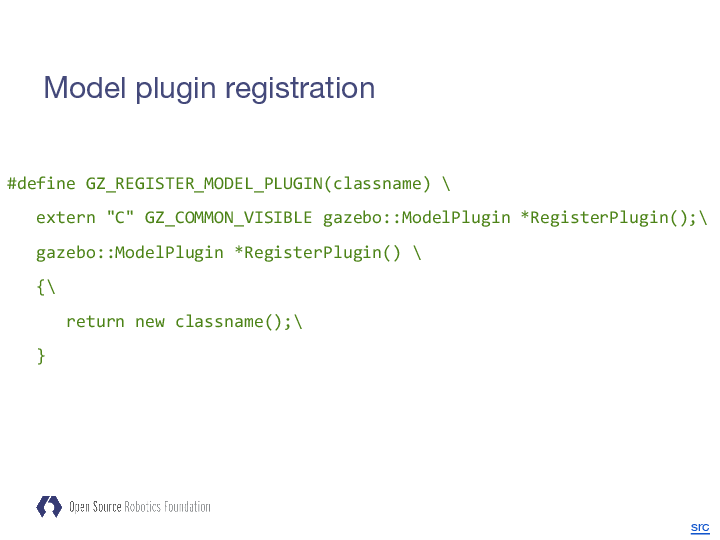 Model plugin registration
#define GZ_REGISTER_MODEL_PLUGIN(classname) \
extern "C" GZ_COMMON_VISIBLE gazebo::ModelPlugin *RegisterPlugin();\
gazebo::ModelPlugin *RegisterPlugin() \
{\
return new classname();\
}
Open Source Robotics Foundation
src